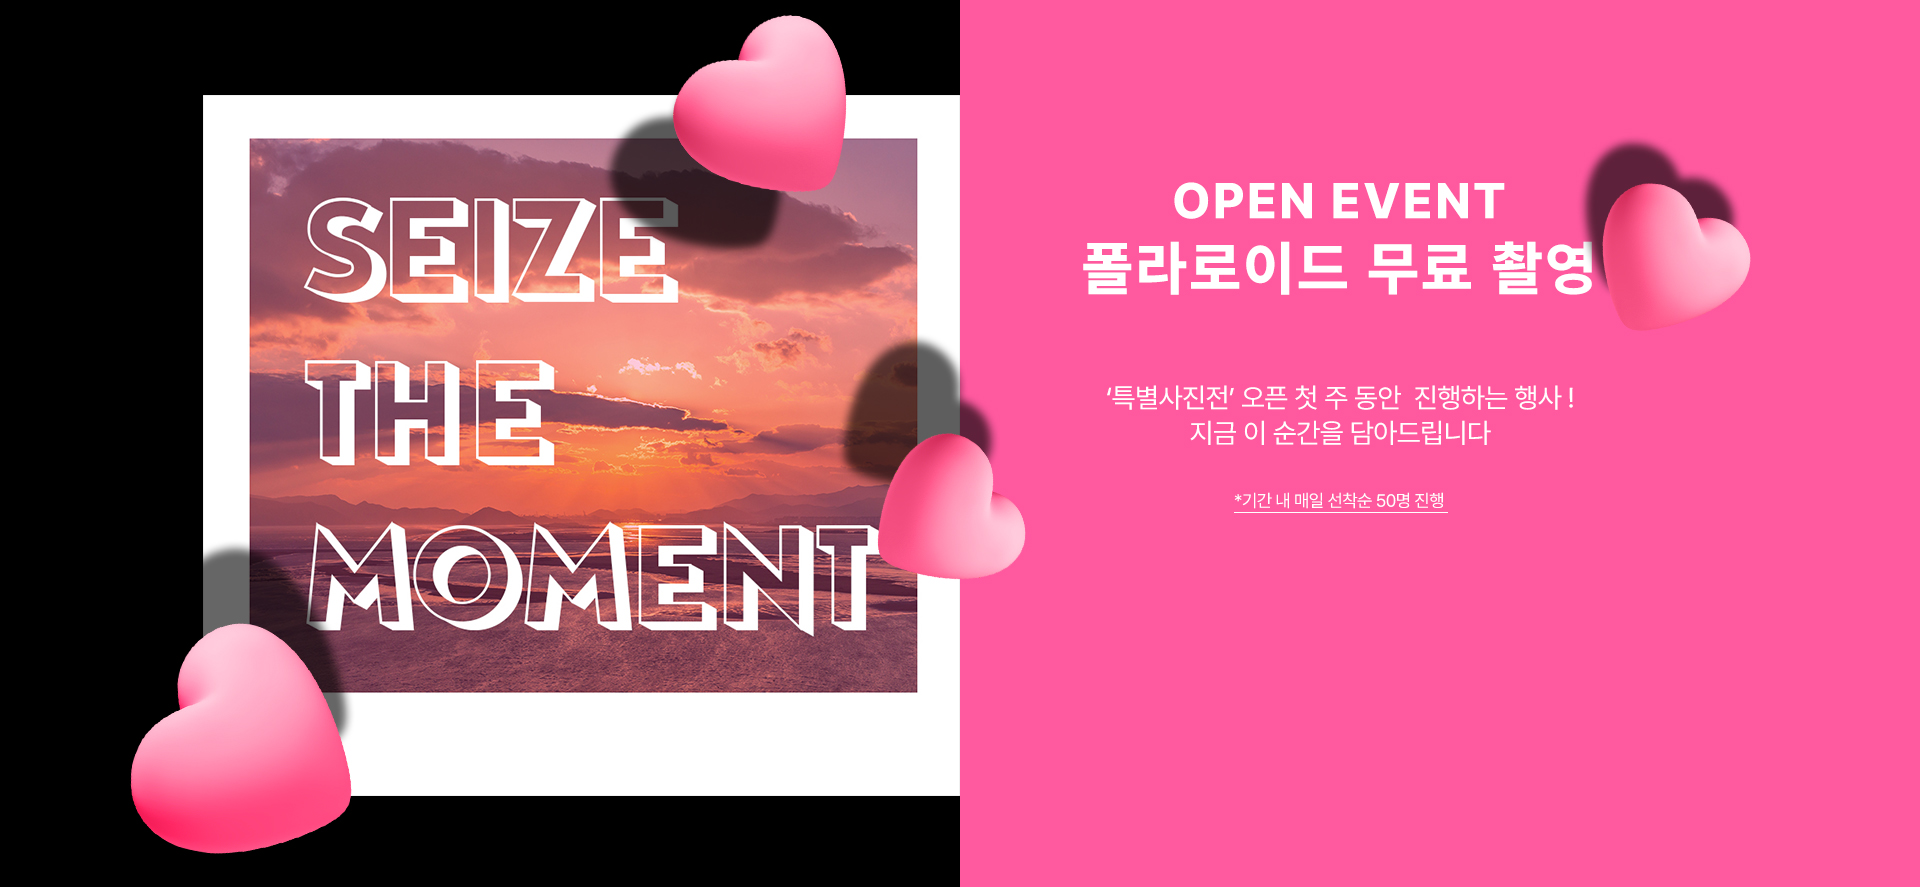 SEIZE
THE
MOMENT
OPEN EVENT
폴라로이드 무료 촬영
‘특별사진전’ 오픈 첫 주 동안  진행하는 행사 !
지금 이 순간을 담아드립니다
*기간 내 매일 선착순 50명 진행